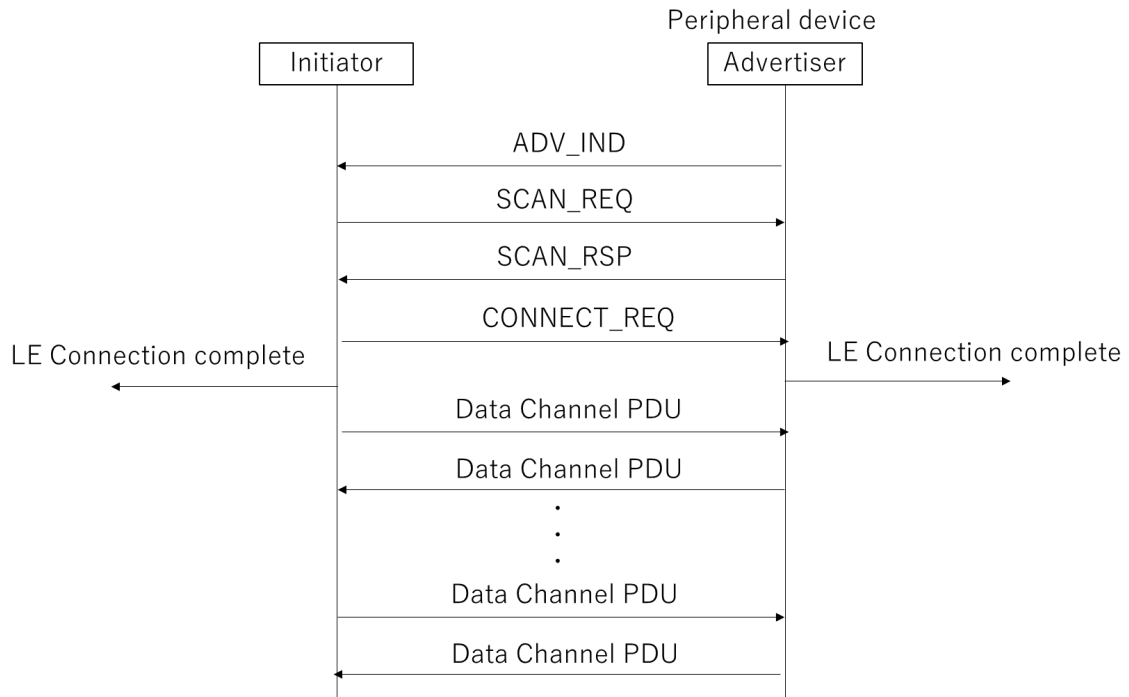 Peripheral device
Initiator
Advertiser
ADV_IND
SCAN_REQ
SCAN_RSP
CONNECT_REQ
LE Connection complete
LE Connection complete
Data Channel PDU
Data Channel PDU
Data Channel PDU
Data Channel PDU